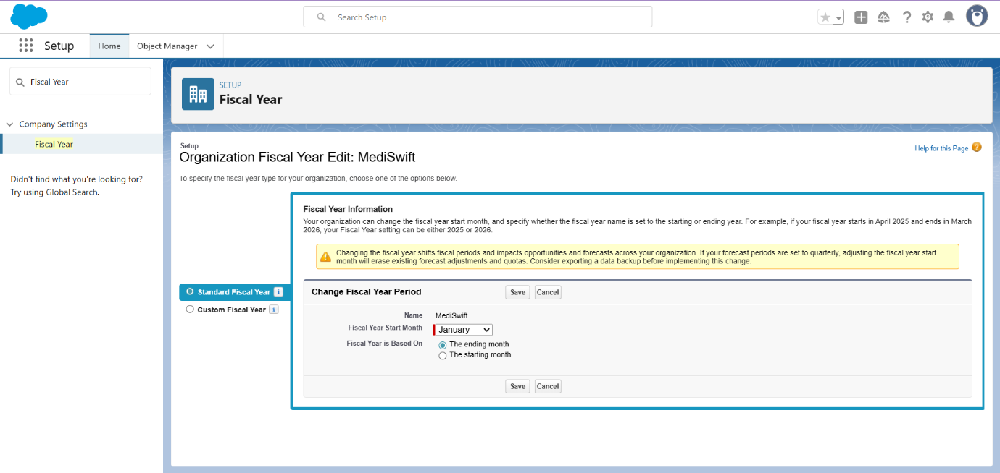 Search Setup
Setup
Home
Object Manager
Fiscal Year
Company Settings
Fiscal Year
Didn't find what you're looking for?
Try using Global Search.
SETUP
Fiscal Year
Setup
Organization Fiscal Year Edit: MediSwift
Help for this Page ?
To specify the fiscal year type for your organization, choose one of the options below.
Standard Fiscal Year i
Custom Fiscal Year i
Fiscal Year Information
Your organization can change the fiscal year start month, and specify whether the fiscal year name is set to the starting or ending year. For example, if your fiscal year starts in April 2025 and ends in March
2026, your Fiscal Year setting can be either 2025 or 2026.
Changing the fiscal year shifts fiscal periods and impacts opportunities and forecasts across your organization. If your forecast periods are set to quarterly, adjusting the fiscal year start
month will erase existing forecast adjustments and quotas. Consider exporting a data backup before implementing this change.
Change Fiscal Year Period
Save Cancel
Name MediSwift
Fiscal Year Start Month January
Fiscal Year is Based On The ending month
The starting month
Save Cancel